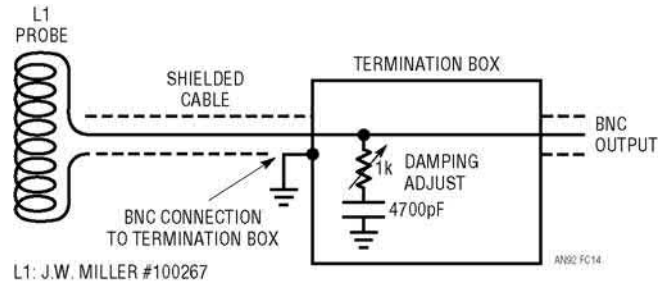 L1
PROBE
SHIELDED
CABLE
TERMINATION BOX
BNC
OUTPUT
1k
DAMPING
ADJUST
4700pF
BNC CONNECTION
TO TERMINATION BOX
L1: J.W. MILLER #100267
AN92 FC14